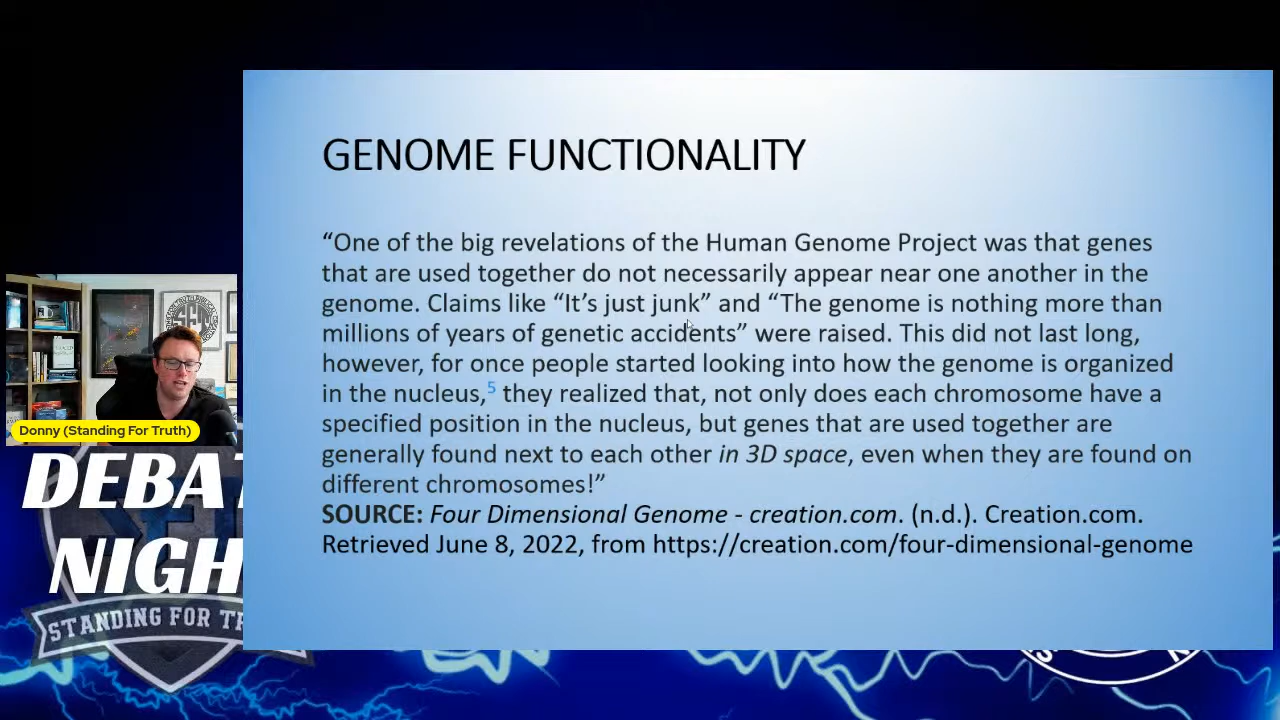 GENOME FUNCTIONALITY
“One of the big revelations of the Human Genome Project was that genes
that are used together do not necessarily appear near one another in the
genome. Claims like “It’s just junk” and “The genome is nothing more than
millions of years of genetic accidents” were raised. This did not last long,
however, for once people started looking into how the genome is organized
in the nucleus,5 they realized that, not only does each chromosome have a
specified position in the nucleus, but genes that are used together are
generally found next to each other in 3D space, even when they are found on
different chromosomes!”
SOURCE: Four Dimensional Genome - creation.com. (n.d.). Creation.com.
Retrieved June 8, 2022, from https://creation.com/four-dimensional-genome
Donny (Standing For Truth)
DEBAT
NIGH
STANDING FOR TR